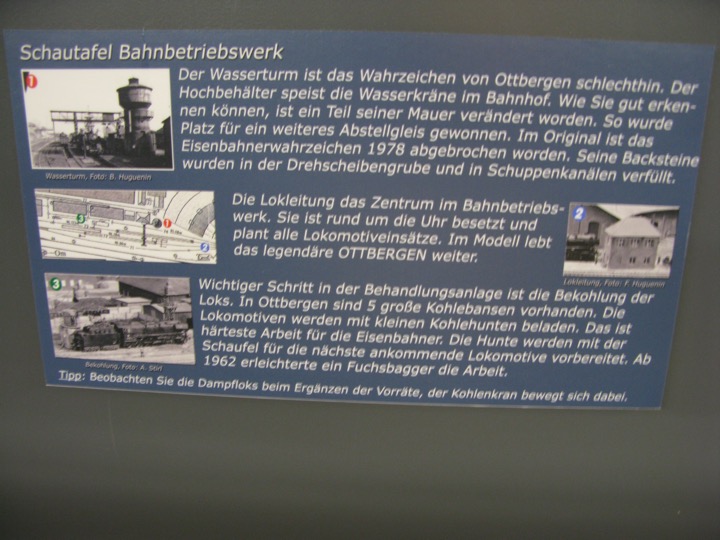 Schautafel Bahnbetriebswerk
1
Der Wasserturm ist das Wahrzeichen von Ottbergen schlechthin. Der
Hochbehälter speist die Wasserkräne im Bahnhof. Wie Sie gut erken-
nen können, ist ein Teil seiner Mauer verändert worden. So wurde
Platz für ein weiteres Abstellgleis gewonnen. Im Original ist das
Eisenbahnerwahrzeichen 1978 abgebrochen worden. Seine Backsteine
wurden in der Drehscheibengrube und in Schuppenkanälen verfüllt.
Wasserturm, Foto: B. Huguenin
3
1
2
Die Lokleitung das Zentrum im Bahnbetriebs-
werk. Sie ist rund um die Uhr besetzt und
plant alle Lokomotiveinsätze. Im Modell lebt
das legendäre OTTBERGEN weiter.
2
Lokleitung, Foto: F. Huguenin
3
Wichtiger Schritt in der Behandlungsanlage ist die Bekohlung der
Loks. In Ottbergen sind 5 große Kohlebansen vorhanden. Die
Lokomotiven werden mit kleinen Kohlehunten beladen. Das ist
härteste Arbeit für die Eisenbahner. Die Hunte werden mit der
Schaufel für die nächste ankommende Lokomotive vorbereitet. Ab
1962 erleichterte ein Fuchsbagger die Arbeit.
Bekohlung, Foto: A. Stirl
Tipp: Beobachten Sie die Dampfloks beim Ergänzen der Vorräte, der Kohlenkran bewegt sich dabei.